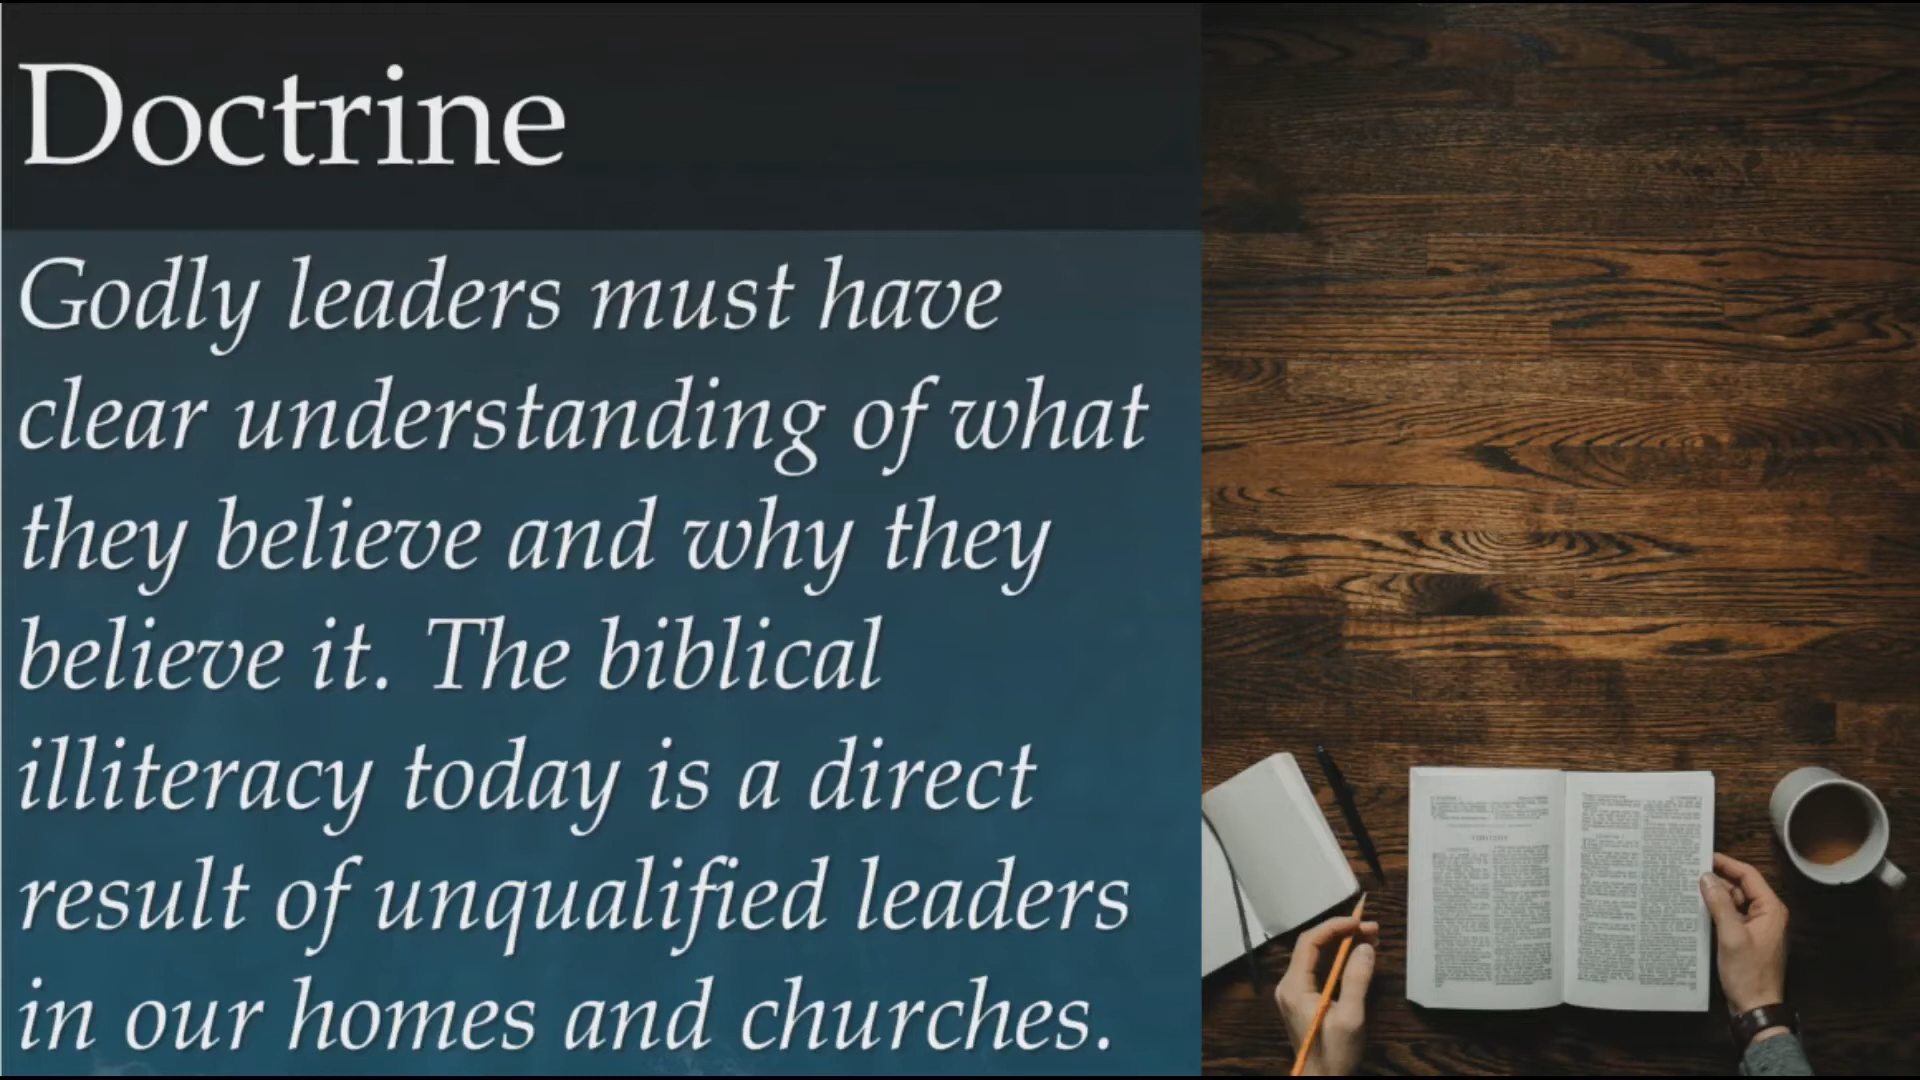 Doctrine
Godly leaders must have
clear understanding of what
they believe and why they
believe it. The biblical
illiteracy today is a direct
result of unqualified leaders
in our homes and churches.